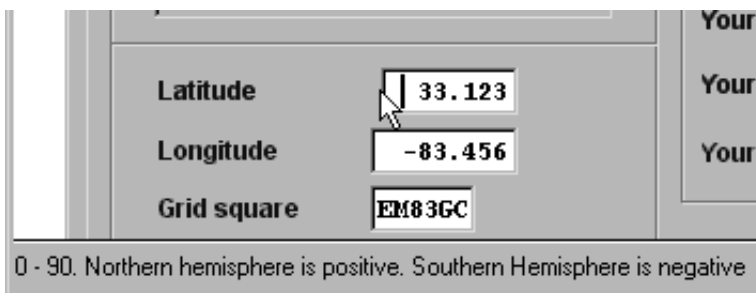 Your
Latitude 33.123 Your
Longitude -83.456 Your
Grid square EM83GC
0 - 90. Northern hemisphere is positive. Southern Hemisphere is negative